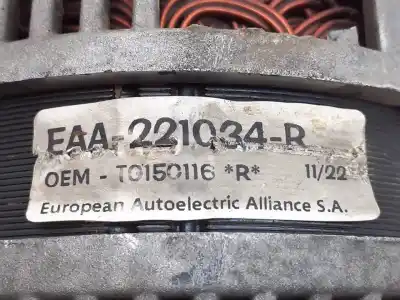 EAA-221034-R
OEM - T0150116 *R* 11/22
European Autoelectric Alliance S.A.